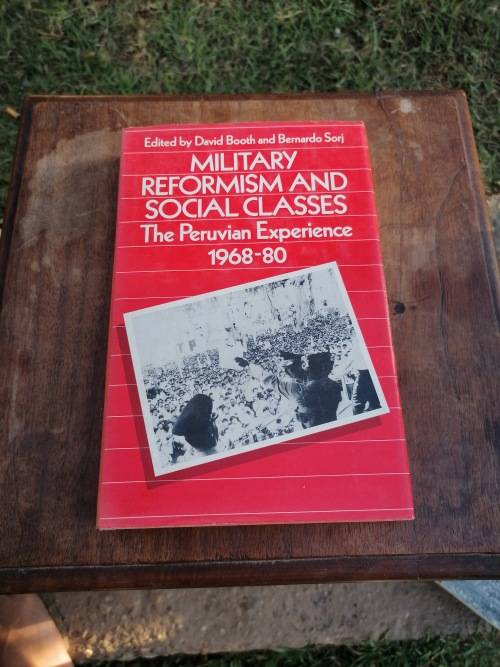 Edited by David Booth and Bernardo Sorj
MILITARY
REFORMISM AND
SOCIAL CLASSES
The Peruvian Experience
1968-80